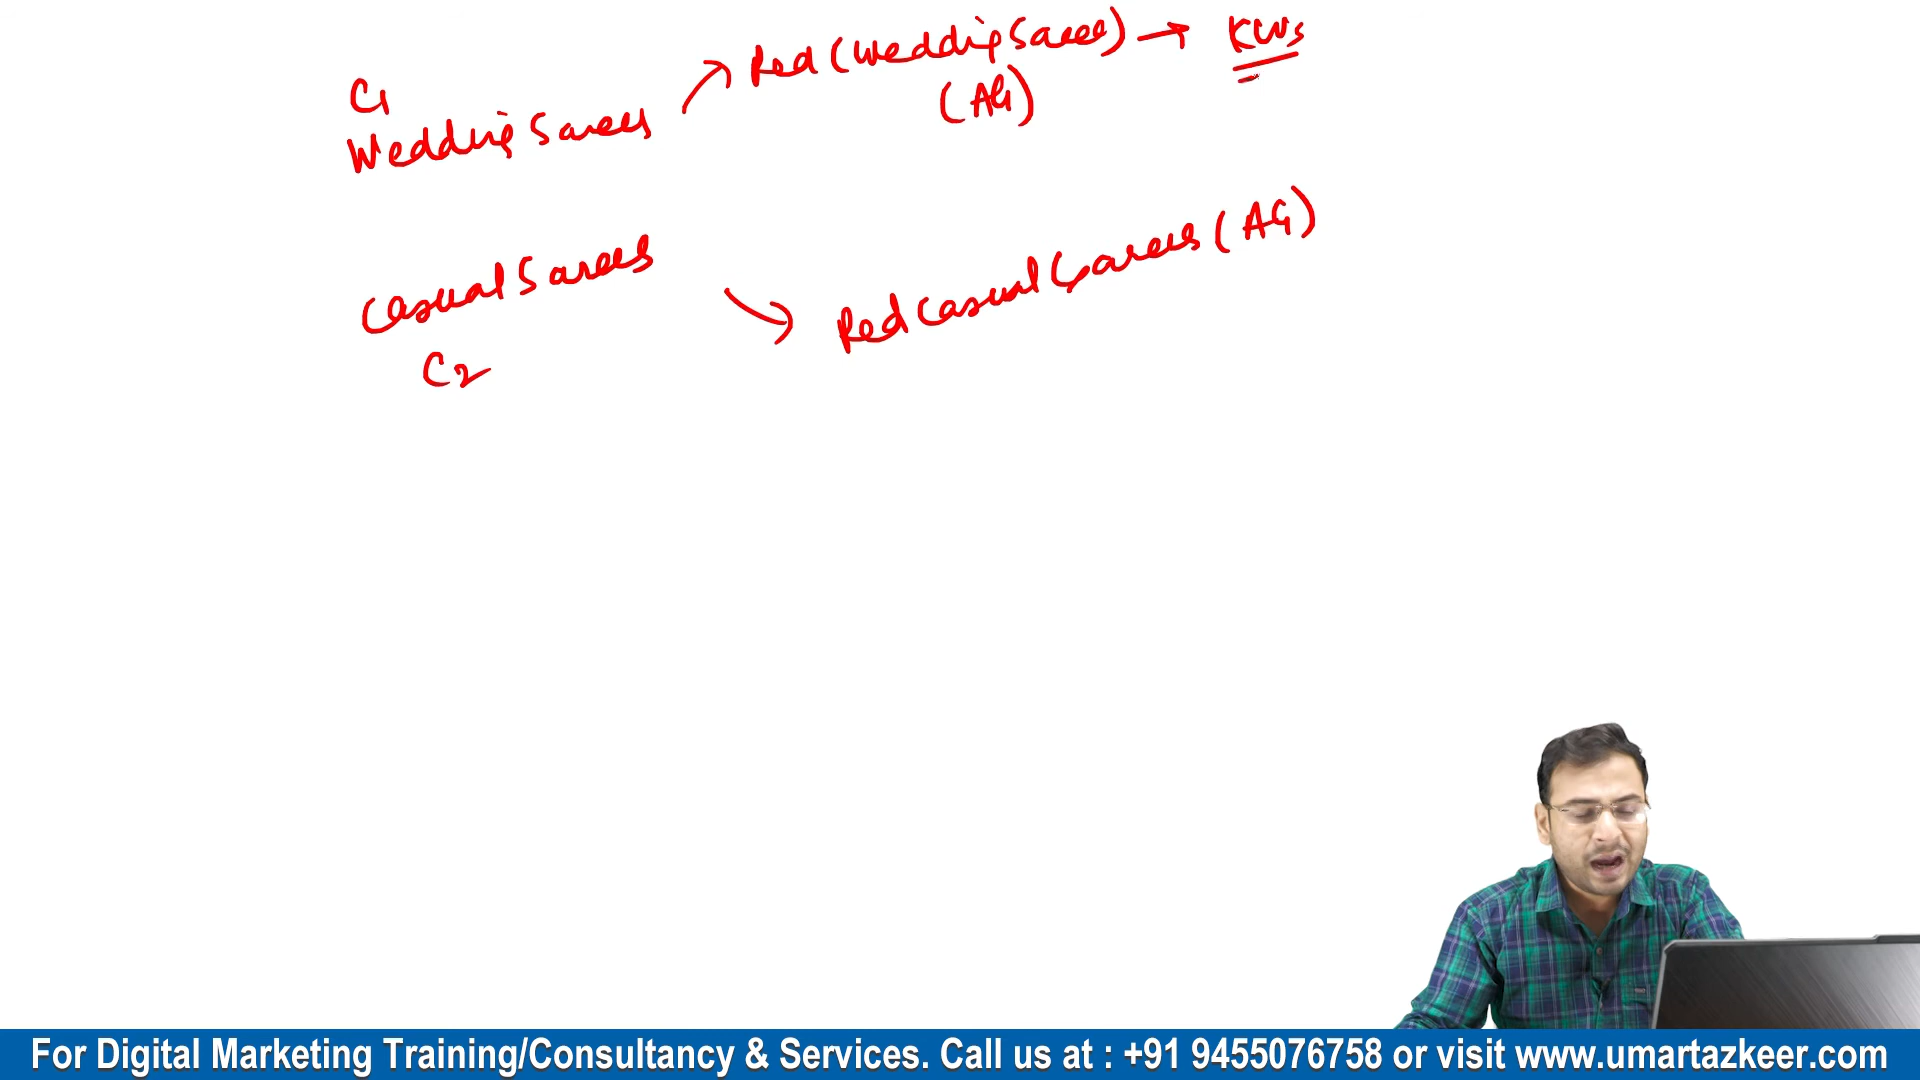 C1
Wedding Sarees
Red (Wedding Saree) → KWs
(AG)
Casual Sarees
C2
Red Casual Sarees (AG)
For Digital Marketing Training/Consultancy & Services. Call us at : +91 9455076758 or visit www.umartazkeer.com